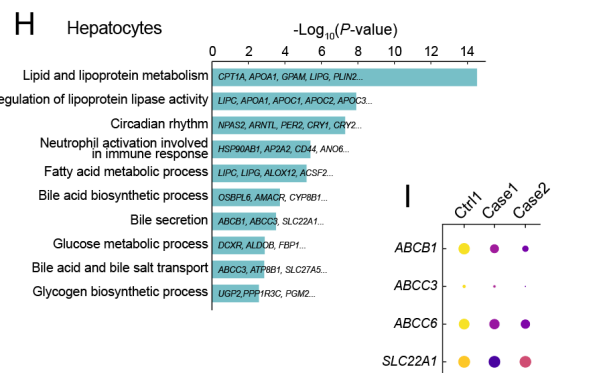 H Hepatocytes
-Log10(P-value)
0 2 4 6 8 10 12 14
Lipid and lipoprotein metabolism CPT1A, APOA1, GPAM, LIPG, PLIN2...
egulation of lipoprotein lipase activity LIPC, APOA1, APOC1, APOC2, APOC3...
Circadian rhythm NPAS2, ARNTL, PER2, CRY1, CRY2...
Neutrophil activation involved
in immune response HSP90AB1, AP2A2, CD44, ANO6...
Fatty acid metabolic process LIPC, LIPG, ALOX12, ACSF2...
Bile acid biosynthetic process OSBPL6, AMACR, CYP8B1...
Bile secretion ABCB1, ABCC3, SLC22A1...
Glucose metabolic process DCXR, ALDOB, FBP1...
Bile acid and bile salt transport ABCC3, ATP8B1, SLC27A5...
Glycogen biosynthetic process UGP2,PPP1R3C, PGM2...
I
Ctrl1 Case1 Case2
ABCB1
ABCC3
ABCC6
SLC22A1